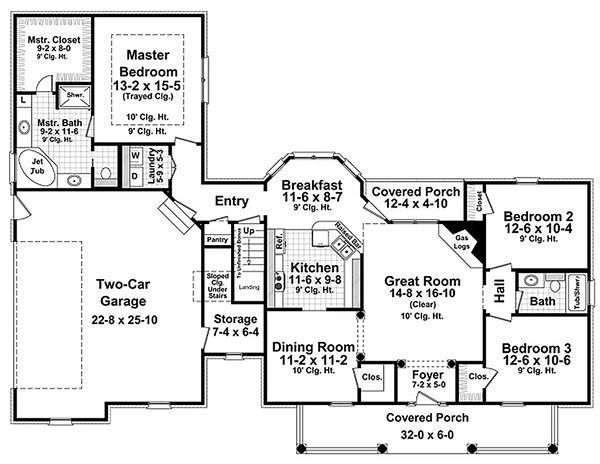 Mstr. Closet
9-2 x 8-0
9' Clg. Ht.
Master
Bedroom
13-2 x 15-5
(Trayed Clg.)
10' Clg. Ht.
9' Clg. Ht.
L
Shwr.
Mstr. Bath
9-2 x 11-6
9' Clg. Ht.
Jet
Tub
W
D
Laundry
5-9 x 5-3
Entry
Breakfast
11-6 x 8-7
9' Clg. Ht.
Covered Porch
12-4 x 4-10
Closet
Bedroom 2
12-6 x 10-4
9' Clg. Ht.
Pantry
Up
To Unfinished Bonus
Landing
Ref.
Raised Bar
Kitchen
11-6 x 9-8
9' Clg. Ht.
Gas
Logs
Great Room
14-8 x 16-10
(Clear)
10' Clg. Ht.
Hall
Bath
Tub/Shwr.
Two-Car
Garage
22-8 x 25-10
Sloped
Clg.
Under
Stairs
Storage
7-4 x 6-4
Dining Room
11-2 x 11-2
10' Clg. Ht.
Clos.
Foyer
7-2 x 5-0
Clos.
Bedroom 3
12-6 x 10-6
9' Clg. Ht.
Covered Porch
32-0 x 6-0